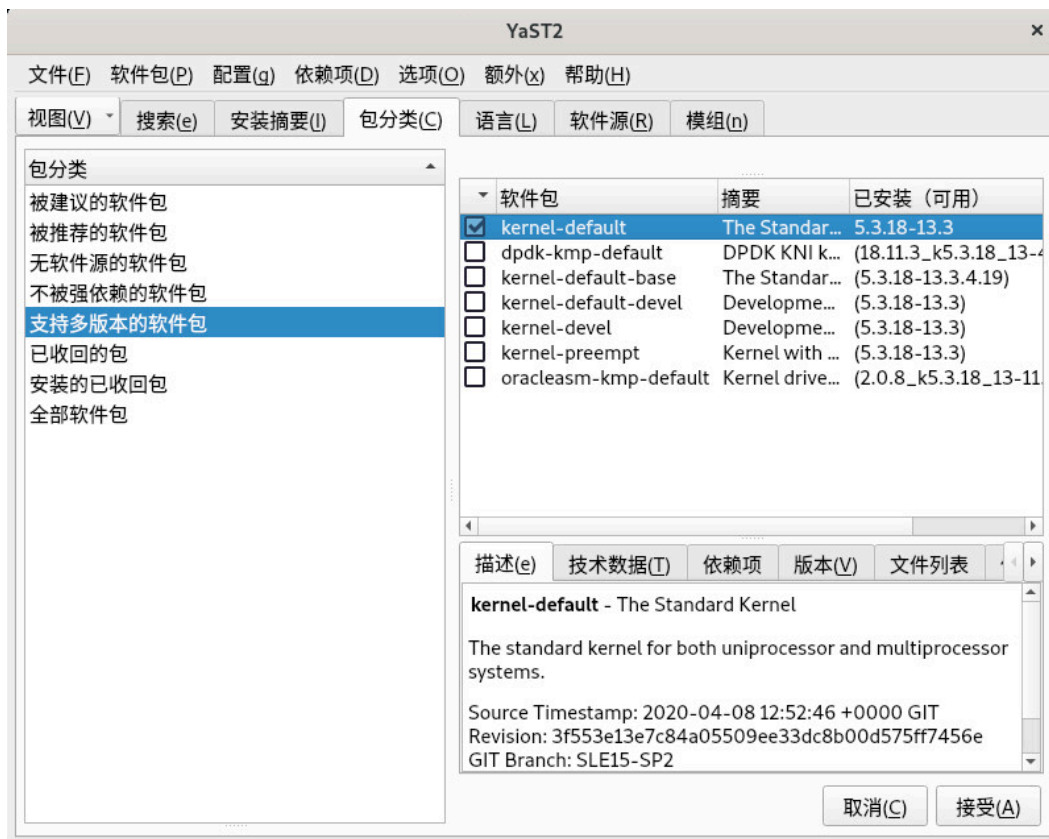 YaST2 ×
文件(F) 软件包(P) 配置(g) 依赖项(D) 选项(O) 额外(x) 帮助(H)
视图(V) 搜索(e) 安装摘要(I) 包分类(C) 语言(L) 软件源(R) 模组(n)
包分类
被建议的软件包
被推荐的软件包
无软件源的软件包
不被强依赖的软件包
支持多版本的软件包
已收回的包
安装的已收回包
全部软件包
软件包 摘要 已安装（可用）
kernel-default The Standar... 5.3.18-13.3
dpdk-kmp-default DPDK KNI k... (18.11.3_k5.3.18_13-4
kernel-default-base The Standar... (5.3.18-13.3.4.19)
kernel-default-devel Developme... (5.3.18-13.3)
kernel-devel Developme... (5.3.18-13.3)
kernel-preempt Kernel with ... (5.3.18-13.3)
oracleasm-kmp-default Kernel drive... (2.0.8_k5.3.18_13-11.
描述(e) 技术数据(T) 依赖项 版本(V) 文件列表
kernel-default - The Standard Kernel
The standard kernel for both uniprocessor and multiprocessor
systems.
Source Timestamp: 2020-04-08 12:52:46 +0000 GIT
Revision: 3f553e13e7c84a05509ee33dc8b00d575ff7456e
GIT Branch: SLE15-SP2
取消(C) 接受(A)